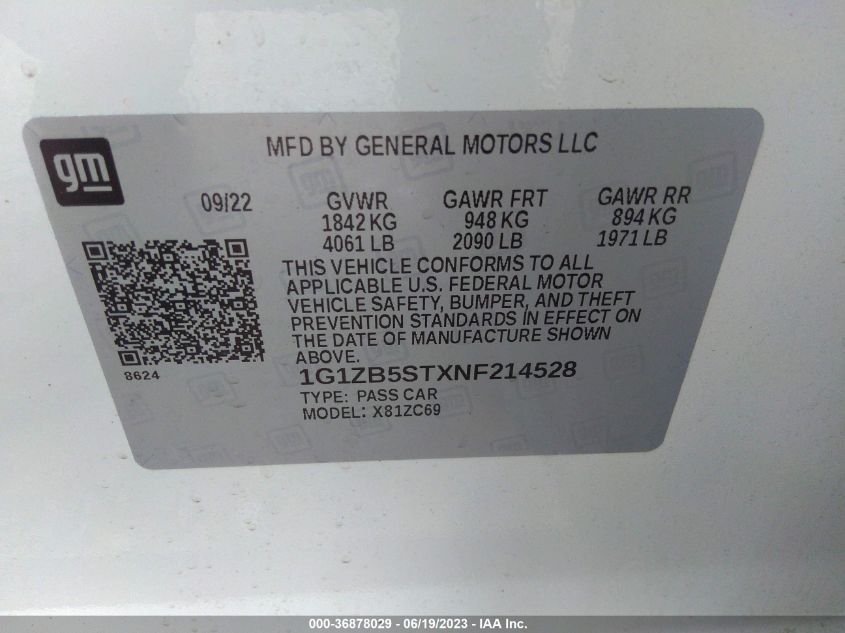 gm
MFD BY GENERAL MOTORS LLC
09/22 GVWR GAWR FRT GAWR RR
1842 KG 948 KG 894 KG
4061 LB 2090 LB 1971 LB
THIS VEHICLE CONFORMS TO ALL
APPLICABLE U.S. FEDERAL MOTOR
VEHICLE SAFETY, BUMPER, AND THEFT
PREVENTION STANDARDS IN EFFECT ON
THE DATE OF MANUFACTURE SHOWN
ABOVE.
8624
1G1ZB5STXNF214528
TYPE: PASS CAR
MODEL: X81ZC69
000-36878029 - 06/19/2023 - IAA Inc.